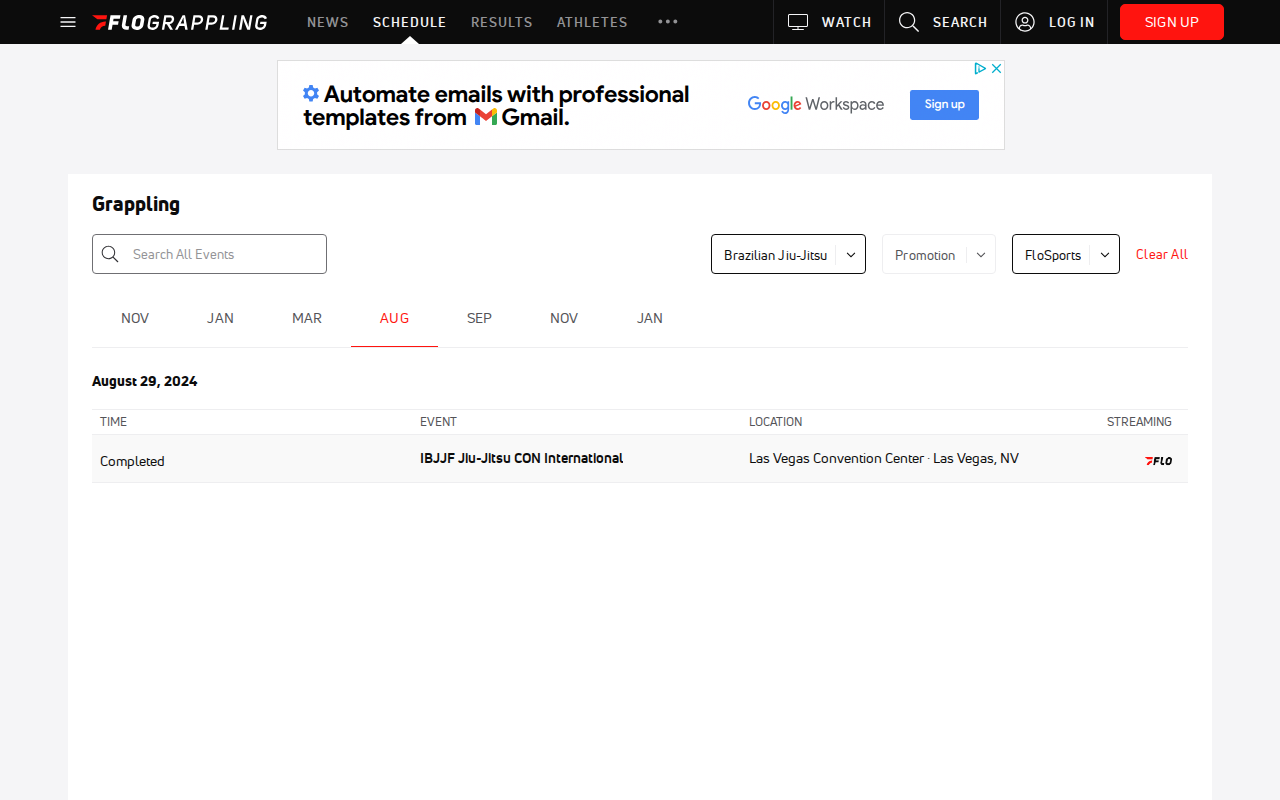 FLOGRAPPLING NEWS SCHEDULE RESULTS ATHLETES ••• WATCH SEARCH LOG IN SIGN UP
Automate emails with professional
templates from Gmail.
Google Workspace
Sign up
Grappling
Search All Events
Brazilian Jiu-Jitsu
Promotion
FloSports
Clear All
NOV JAN MAR AUG SEP NOV JAN
August 29, 2024
TIME EVENT LOCATION STREAMING
Completed IBJJF Jiu-Jitsu CON International Las Vegas Convention Center · Las Vegas, NV FLO